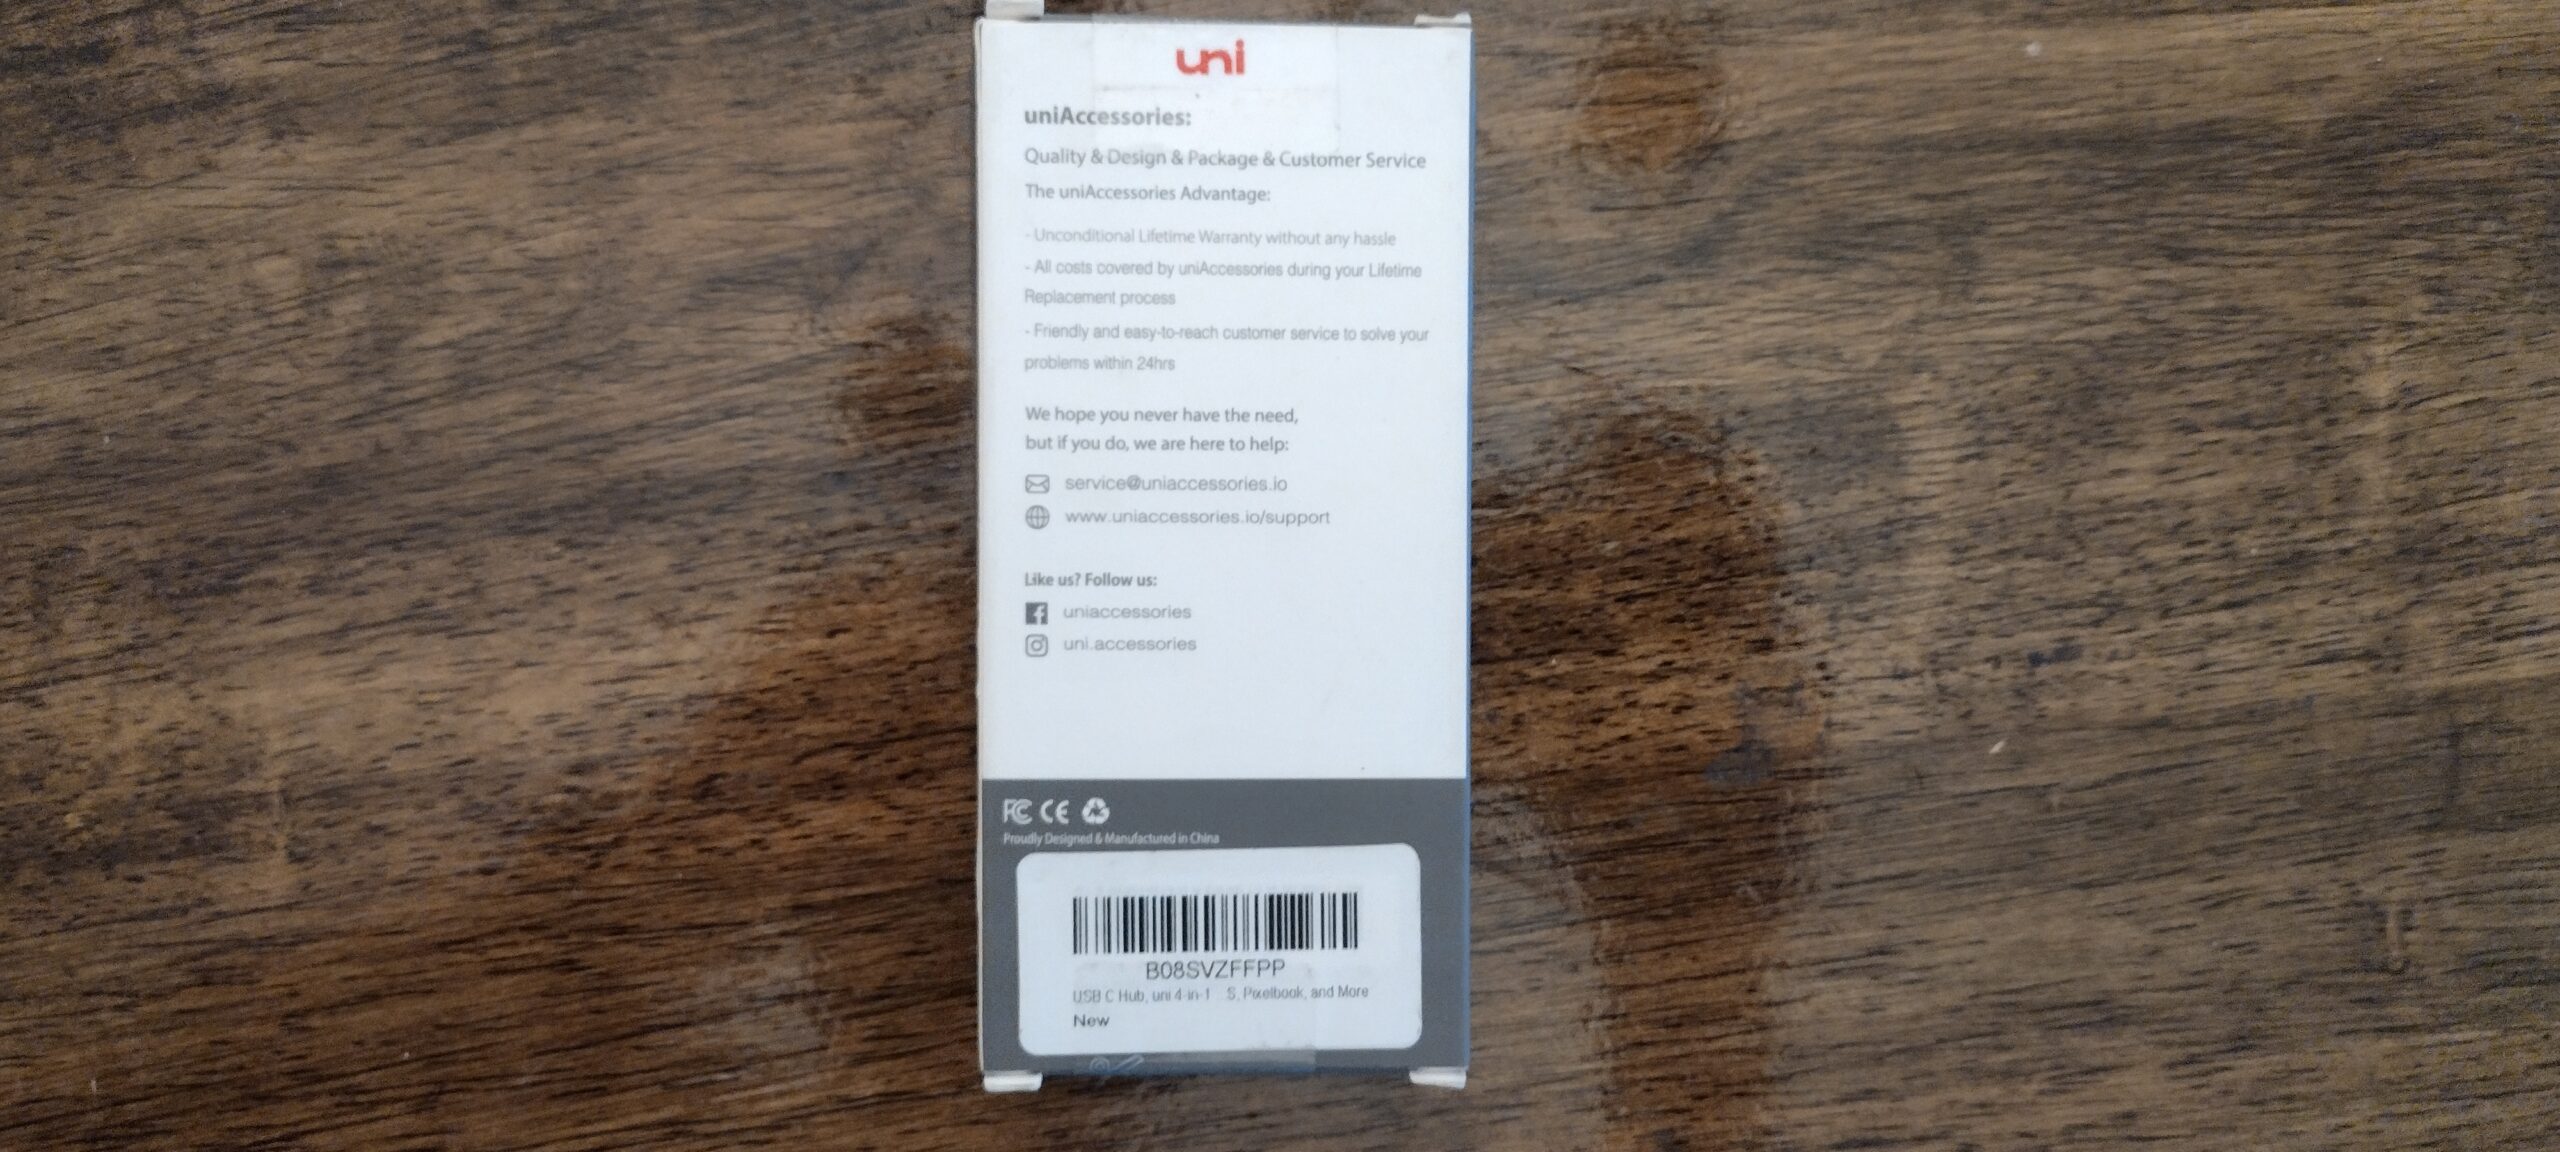 uni
uniAccessories:
Quality & Design & Package & Customer Service
The uniAccessories Advantage:
- Unconditional Lifetime Warranty without any hassle
- All costs covered by uniAccessories during your Lifetime
Replacement process
- Friendly and easy-to-reach customer service to solve your
problems within 24hrs
We hope you never have the need,
but if you do, we are here to help:
service@uniaccessories.io
www.uniaccessories.io/support
Like us? Follow us:
uniaccessories
uni.accessories
FC CE
Proudly Designed & Manufactured in China
B08SVZFFPP
USB C Hub, uni 4-in-1 S, Pixelbook, and More
New